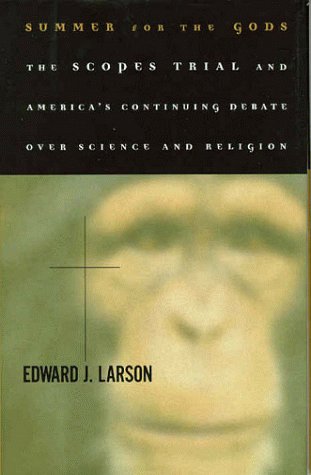 SUMMER for THE GODS
THE SCOPES TRIAL AND
AMERICA'S CONTINUING DEBATE
OVER SCIENCE AND RELIGION
EDWARD J. LARSON